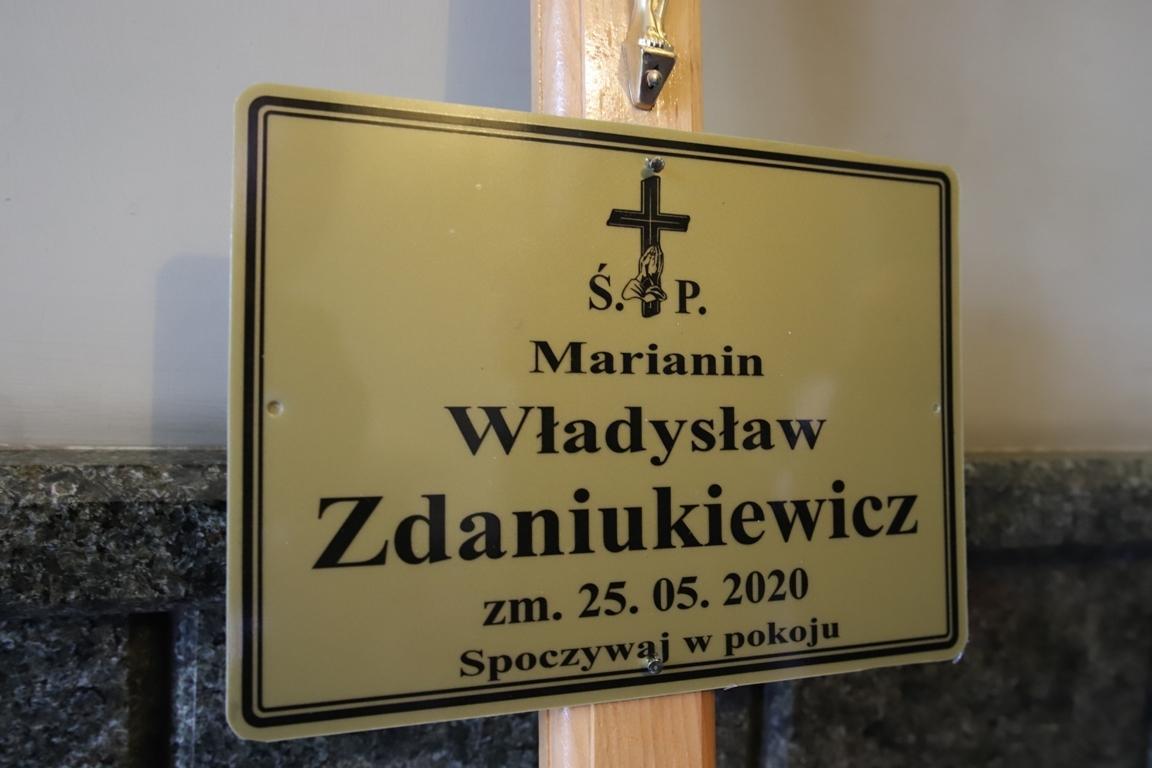 Ś. P.
Marianin
Władysław
Zdaniukiewicz
zm. 25. 05. 2020
Spoczywaj w pokoju